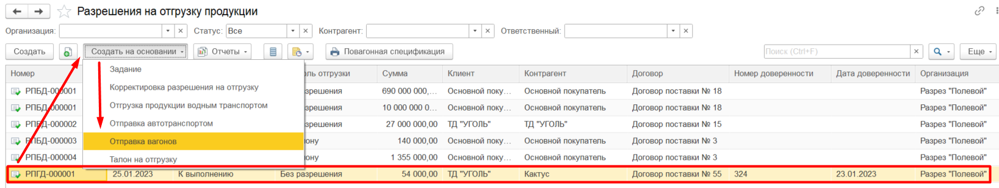 Разрешения на отгрузку продукции
Организация: Статус: Все Контрагент: Ответственный:
Создать Создать на основании Отчеты Повагонная спецификация Поиск (Ctrl+F) Еще
Номер ль отгрузки Сумма Клиент Контрагент Договор Номер доверенности Дата доверенности Организация
Задание
Корректировка разрешения на отгрузку
Отгрузка продукции водным транспортом
Отправка автотранспортом
Отправка вагонов
Талон на отгрузку
РПБД-000001 зрешения 690 000 000,... Основной поку... Основной покупатель Договор поставки № 18 Разрез "Полевой"
РПБД-000001 зрешения 10 000 000 0... Основной поку... Основной покупатель Договор поставки № 18 Разрез "Полевой"
РПБД-000002 зрешения 27 000 000,00 ТД "УГОЛЬ" ТД "УГОЛЬ" Договор поставки № 15 Разрез "Полевой"
РПБД-000003 ону 140 000,00 Основной поку... Основной покупатель Договор поставки № 3 Разрез "Полевой"
РПБД-000004 ону 1 355 000,00 Основной поку... Основной покупатель Договор поставки № 3 Разрез "Полевой"
РПГД-000001 25.01.2023 К выполнению Без разрешения 54 000,00 ТД "УГОЛЬ" Кактус Договор поставки № 55 324 23.01.2023 Разрез "Полевой"